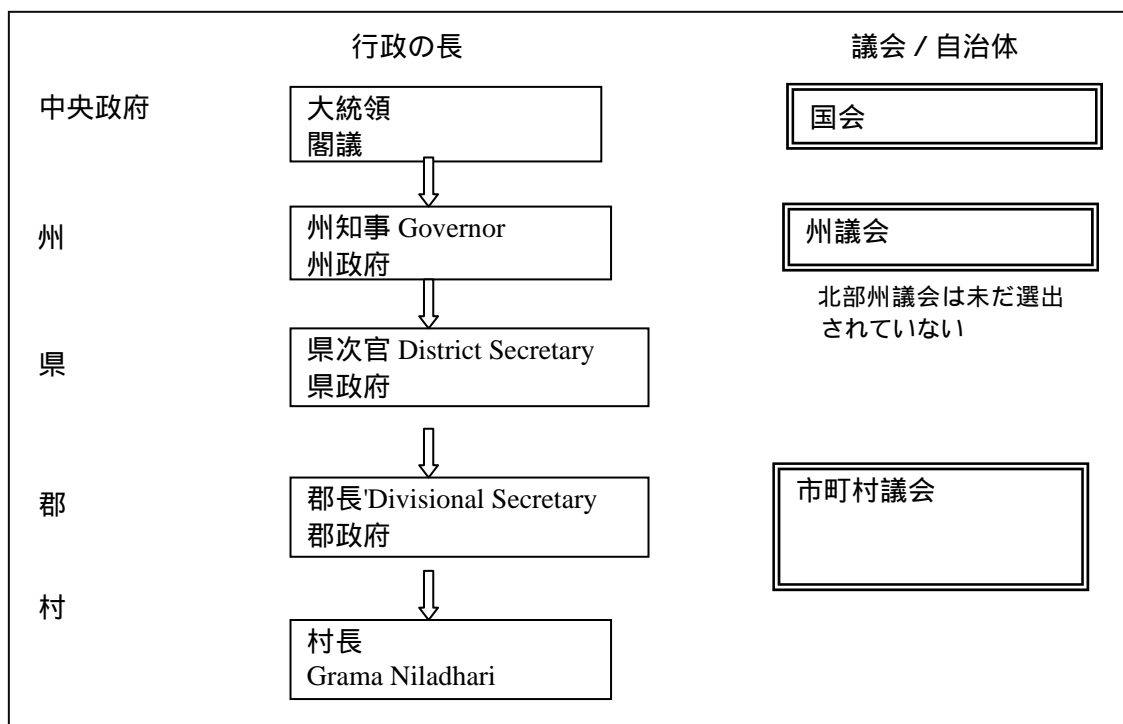 行政の長
議会 / 自治体
中央政府
大統領
閣議
国会
州
州知事 Governor
州政府
州議会
北部州議会は未だ選出
されていない
県
県次官 District Secretary
県政府
郡
郡長'Divisional Secretary
郡政府
市町村議会
村
村長
Grama Niladhari